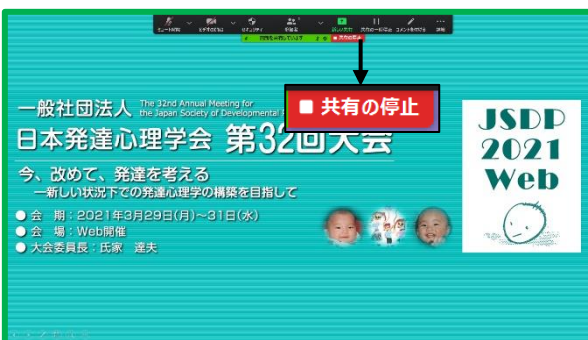 共有の停止
一般社団法人 The 32nd Annual Meeting for
the Japan Society of Developmental
日本発達心理学会 第32回大会
今、改めて、発達を考える
―新しい状況下での発達心理学の構築を目指して
● 会　期：2021年3月29日(月)～31日(水)
● 会　場：Web開催
● 大会委員長：氏家　達夫
JSDP
2021
Web